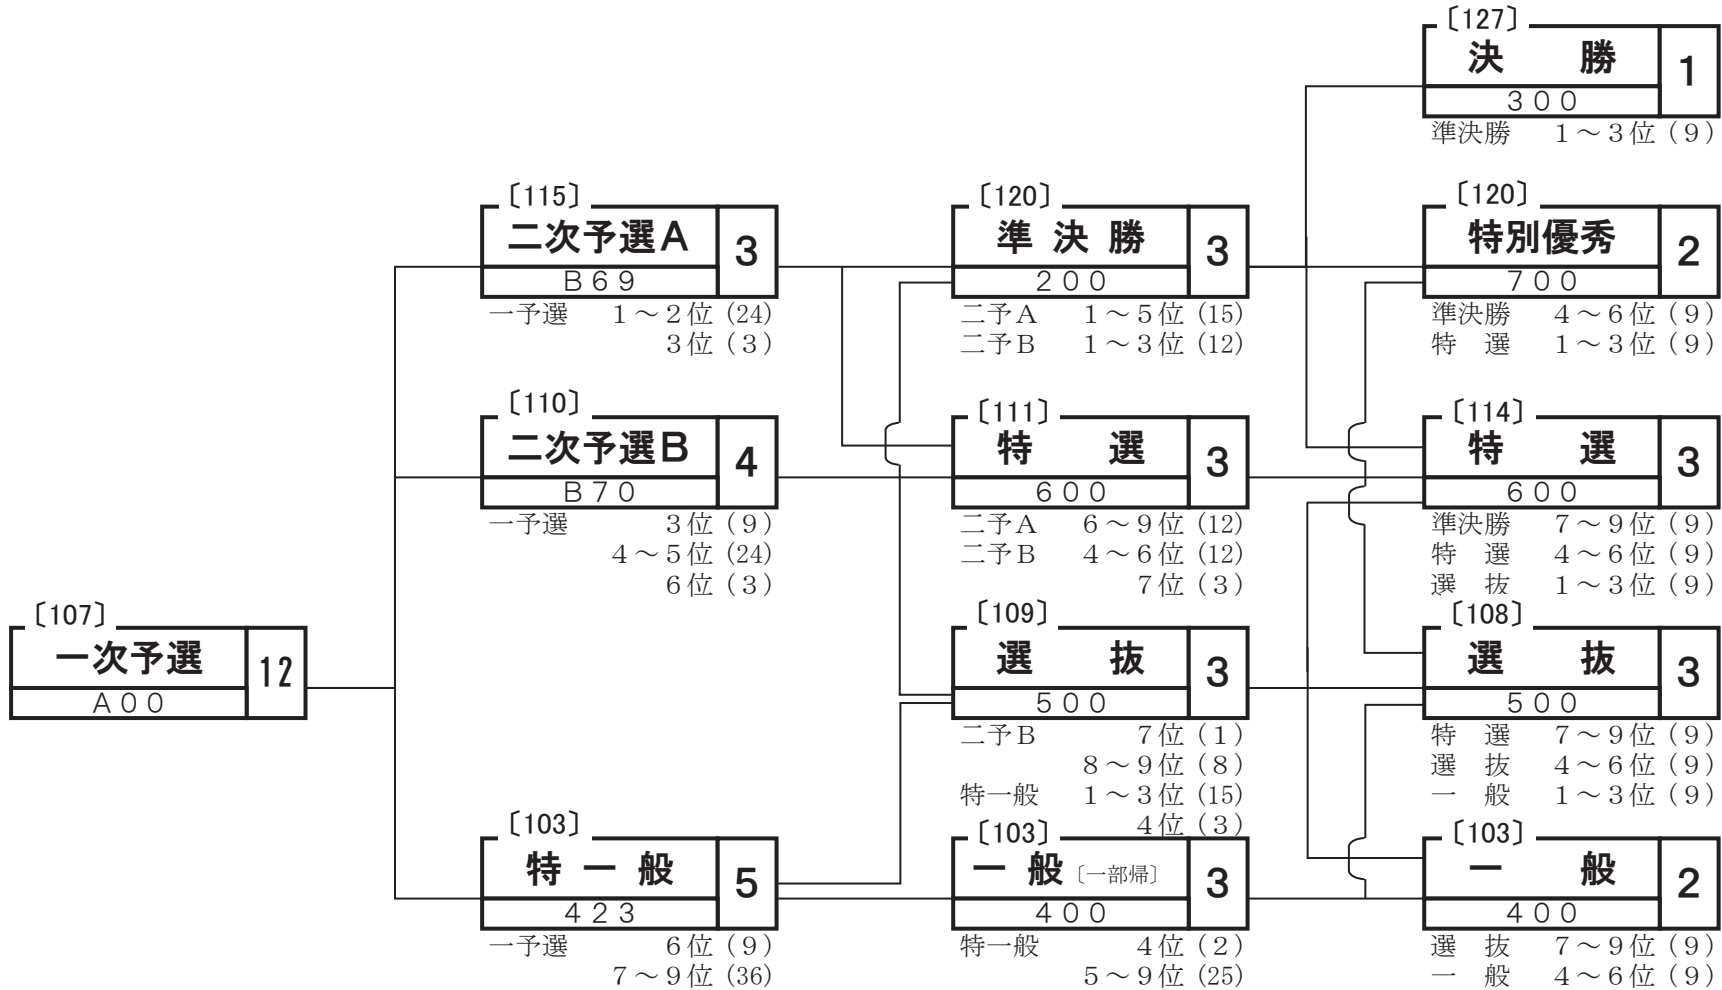 〔107〕
一次予選 12
A00
〔115〕
二次予選A 3
B69
一予選 1～2位(24)
3位(3)
〔110〕
二次予選B 4
B70
一予選 3位(9)
4～5位(24)
6位(3)
〔103〕
特一般 5
423
一予選 6位(9)
7～9位(36)
〔120〕
準決勝 3
200
二予A 1～5位(15)
二予B 1～3位(12)
〔111〕
特選 3
600
二予A 6～9位(12)
二予B 4～6位(12)
7位(3)
〔109〕
選抜 3
500
二予B 7位(1)
8～9位(8)
特一般 1～3位(15)
4位(3)
〔103〕
一般〔一部帰〕 3
400
特一般 4位(2)
5～9位(25)
〔127〕
決勝 1
300
準決勝 1～3位(9)
〔120〕
特別優秀 2
700
準決勝 4～6位(9)
特選 1～3位(9)
〔114〕
特選 3
600
準決勝 7～9位(9)
特選 4～6位(9)
選抜 1～3位(9)
〔108〕
選抜 3
500
特選 7～9位(9)
選抜 4～6位(9)
一般 1～3位(9)
〔103〕
一般 2
400
選抜 7～9位(9)
一般 4～6位(9)